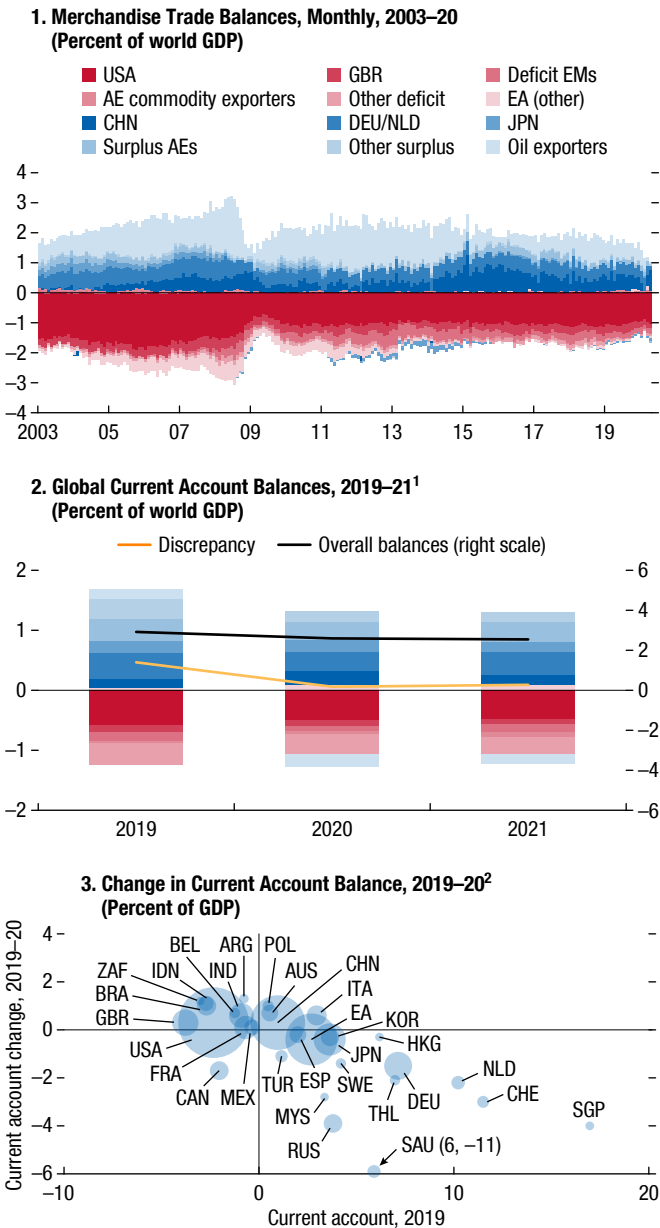 1. Merchandise Trade Balances, Monthly, 2003–20
(Percent of world GDP)
USA
GBR
Deficit EMs
AE commodity exporters
Other deficit
EA (other)
CHN
DEU/NLD
JPN
Surplus AEs
Other surplus
Oil exporters
4
3
2
1
0
–1
–2
–3
–4
2003 05 07 09 11 13 15 17 19
2. Global Current Account Balances, 2019–21¹
(Percent of world GDP)
Discrepancy
Overall balances (right scale)
2
1
0
–1
–2
6
4
2
0
–2
–4
–6
2019 2020 2021
3. Change in Current Account Balance, 2019–20²
(Percent of GDP)
Current account change, 2019–20
4
2
0
–2
–4
–6
BEL ARG POL
ZAF IDN IND AUS CHN
BRA ITA
GBR EA KOR
USA JPN HKG
FRA
CAN MEX TUR ESP SWE NLD
MYS THL DEU CHE
RUS SGP
SAU (6, –11)
–10 0 10 20
Current account, 2019